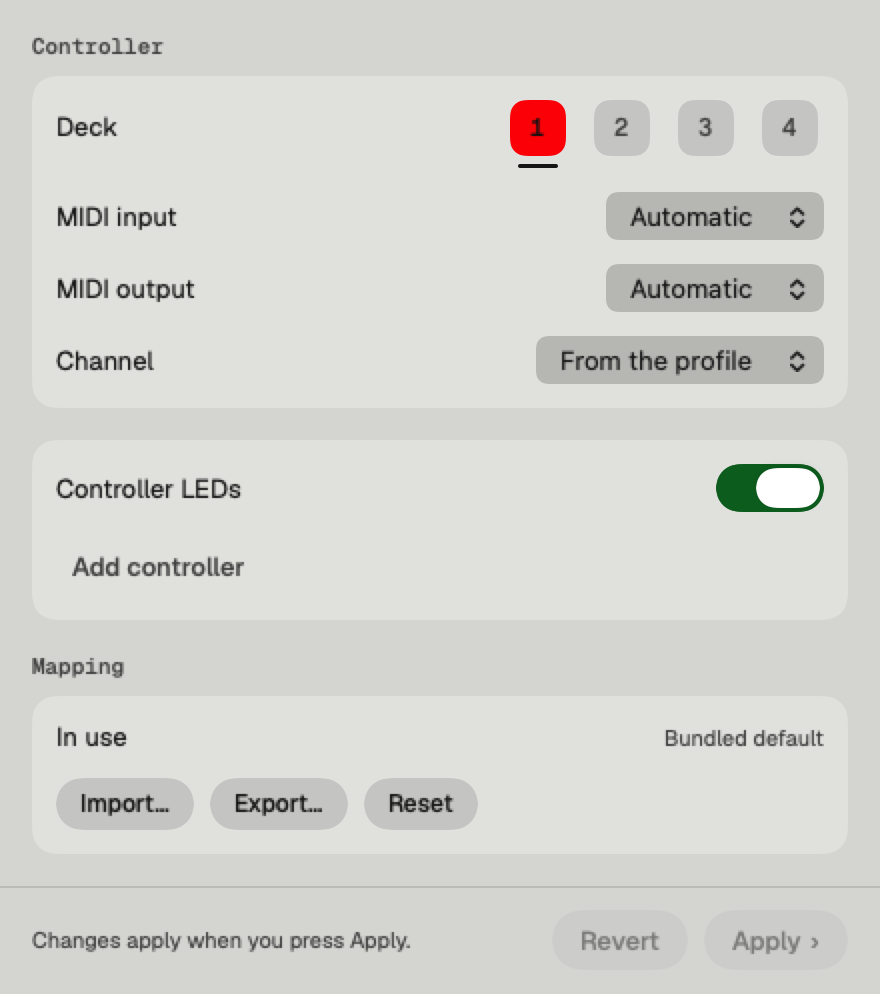 Controller
Deck 1 2 3 4
MIDI input Automatic
MIDI output Automatic
Channel From the profile
Controller LEDs
Add controller
Mapping
In use Bundled default
Import... Export... Reset
Changes apply when you press Apply. Revert Apply ›